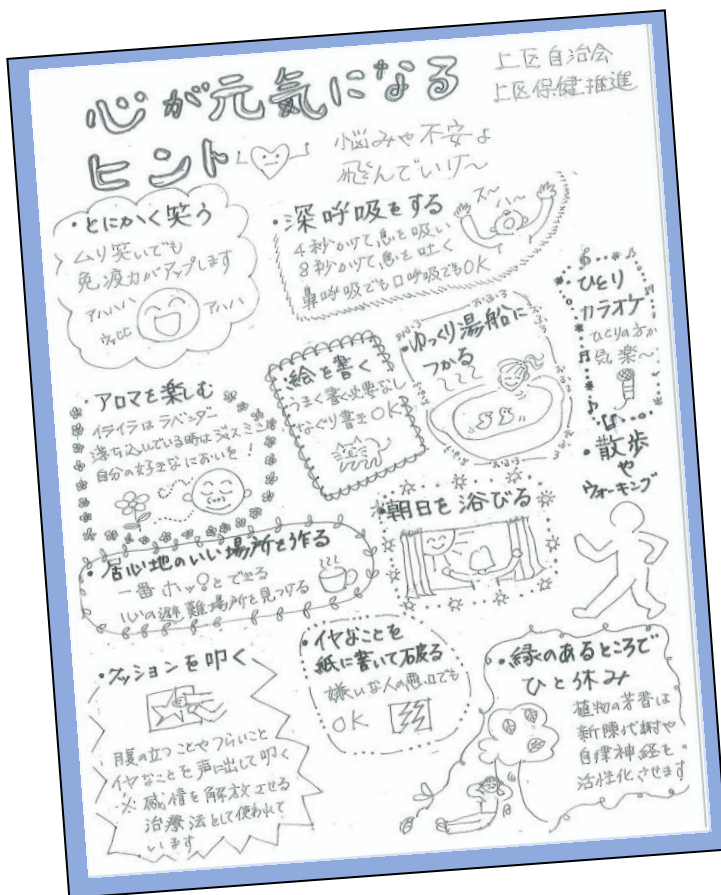 心が元気になる
ヒント
上区自治会
上区保健推進
悩みや不安よ
飛んでいけ～
・とにかく笑う
ムリ笑いでも
免疫力がアップします
アハハハ
アハハ
ウッヒヒ
・深呼吸をする
4秒かけて息を吸い
8秒かけて息を吐く
鼻呼吸でも口呼吸でもOK
ス～
ハ～
・ひとり
カラオケ
ひとりの方が
気楽～
・アロマを楽しむ
イライラはラベンダー
落ち込んでいる時はジャスミン
自分の好きなにおいを！
・絵を書く
うまく書く必要なし
なぐり書きOK
・ゆっくり湯船に
つかる
・散歩
や
ウォーキング
・居心地のいい場所を作る
一番ホッとできる
心の避難場所を見つける
・朝日を浴びる
・クッションを叩く
腹の立つことやつらいこと
イヤなことを声に出して叩く
※感情を解放させる
治療法として使われて
います
・イヤなことを
紙に書いて破る
嫌いな人の悪口でも
OK
・緑のあるところで
ひと休み
植物の芳香は
新陳代謝や
自律神経を
活性化させます